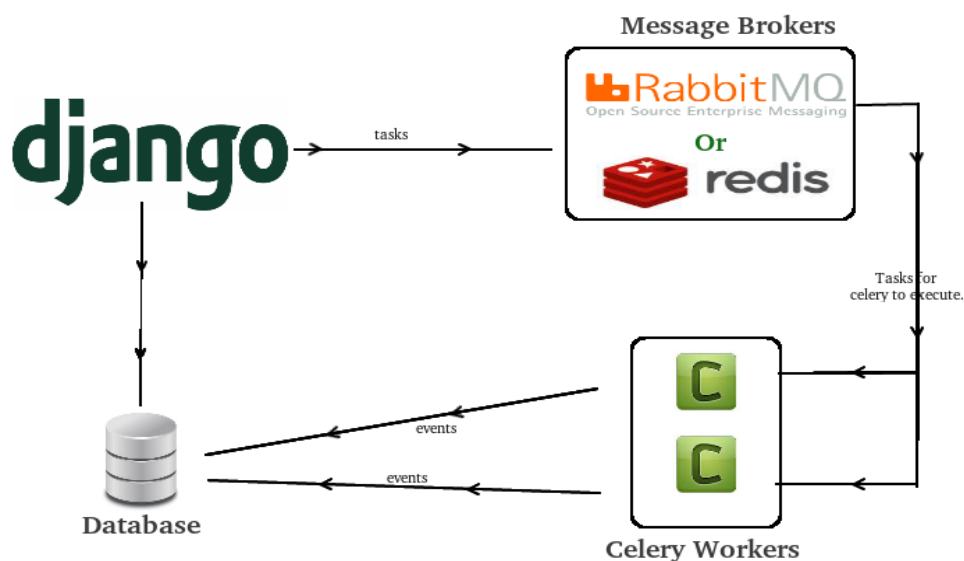 Message Brokers
RabbitMQ
Open Source Enterprise Messaging
django
tasks
Or
redis
Tasks for
celery to execute.
C
events
C
events
Database
Celery Workers